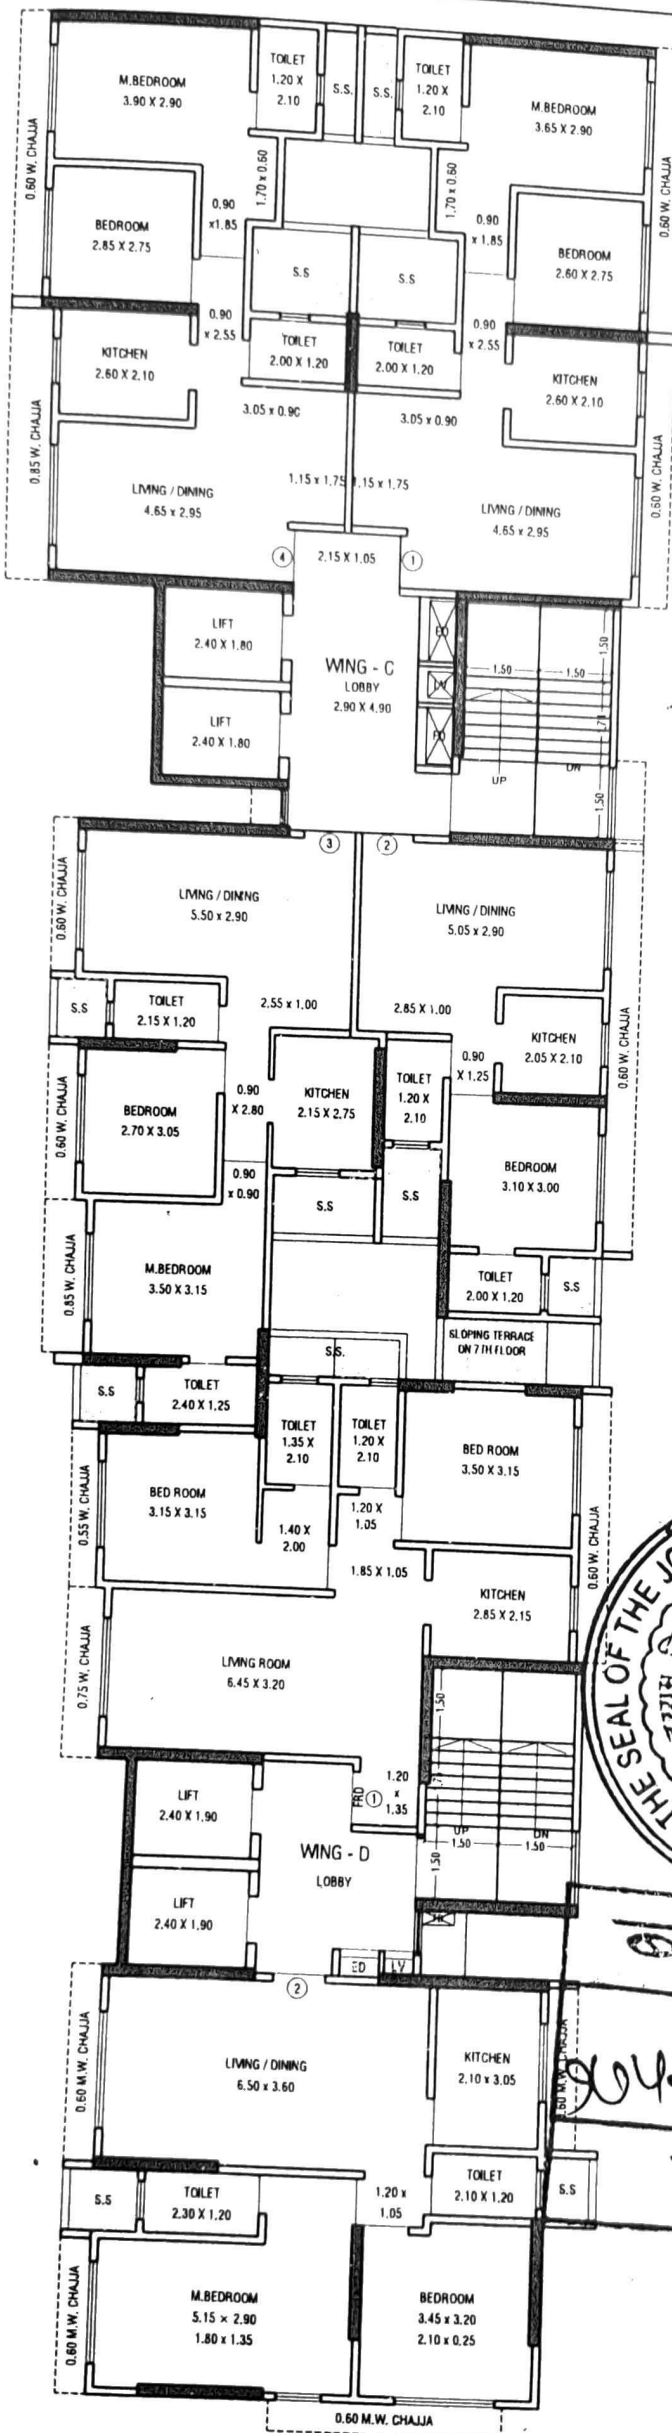 TOILET
1.20 X
2.10
S.S.
S.S.
TOILET
1.20 X
2.10
M.BEDROOM
3.90 X 2.90
M.BEDROOM
3.65 X 2.90
0.60 W. CHAJJA
0.60 W. CHAJJA
1.70 x 0.60
1.70 x 0.60
0.90
x1.85
0.90
x 1.85
BEDROOM
2.85 X 2.75
BEDROOM
2.60 X 2.75
S.S
S.S
0.90
x 2.55
0.90
x 2.55
KITCHEN
2.60 X 2.10
TOILET
2.00 X 1.20
TOILET
2.00 X 1.20
KITCHEN
2.60 X 2.10
3.05 x 0.90
3.05 x 0.90
0.85 W. CHAJJA
0.60 W. CHAJJA
LIVING / DINING
4.65 x 2.95
1.15 x 1.75
1.15 x 1.75
LIVING / DINING
4.65 x 2.95
4
2.15 X 1.05
1
LIFT
2.40 X 1.80
WING - C
LOBBY
2.90 X 4.90
ED
LV
FD
1.50
1.50
1.50
1.71
1.50
UP
DN
LIFT
2.40 X 1.80
3
2
0.60 W. CHAJJA
LIVING / DINING
5.50 x 2.90
LIVING / DINING
5.05 x 2.90
S.S
TOILET
2.15 X 1.20
2.55 x 1.00
2.85 X 1.00
KITCHEN
2.05 X 2.10
0.60 W. CHAJJA
0.60 W. CHAJJA
BEDROOM
2.70 X 3.05
0.90
X 2.80
KITCHEN
2.15 X 2.75
TOILET
1.20 X
2.10
0.90
X 1.25
0.90
x 0.90
S.S
S.S
BEDROOM
3.10 X 3.00
0.85 W. CHAJJA
M.BEDROOM
3.50 X 3.15
TOILET
2.00 X 1.20
S.S
SLOPING TERRACE
ON 7TH FLOOR
S.S.
S.S
TOILET
2.40 X 1.25
TOILET
1.35 X
2.10
TOILET
1.20 X
2.10
BED ROOM
3.50 X 3.15
0.55 W. CHAJJA
BED ROOM
3.15 X 3.15
1.40 X
2.00
1.20 X
1.05
1.85 X 1.05
0.60 W. CHAJJA
KITCHEN
2.85 X 2.15
THE SEAL OF THE JO
0.75 W. CHAJJA
LIVING ROOM
6.45 X 3.20
1.50
LIFT
2.40 X 1.90
FRD
1
1.20
x
1.35
UP
1.50
DN
1.50
1.50
WING - D
LOBBY
LIFT
2.40 X 1.90
ED
LV
2
0.60 M.W. CHAJJA
LIVING / DINING
6.50 x 3.60
KITCHEN
2.10 X 3.05
0.60 M.W. CHAJJA
S.S
TOILET
2.30 X 1.20
1.20 x
1.05
TOILET
2.10 X 1.20
S.S
0.60 M.W. CHAJJA
M.BEDROOM
5.15 × 2.90
1.80 x 1.35
BEDROOM
3.45 x 3.20
2.10 x 0.25
0.60 M.W. CHAJJA